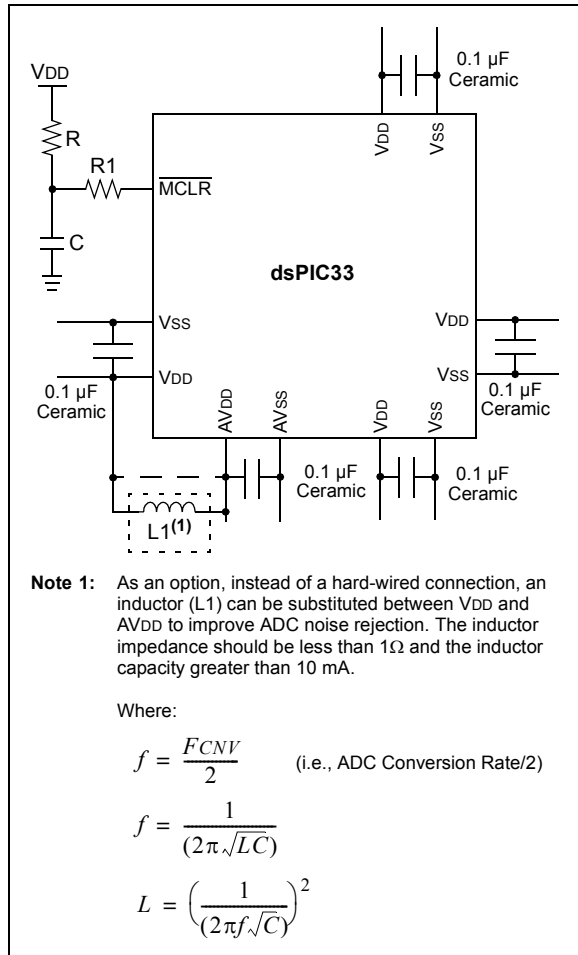 0.1 µF
Ceramic
VDD
VDD
VSS
R
R1
MCLR
C
dsPIC33
VSS
VDD
VDD
VSS
0.1 µF
Ceramic
0.1 µF
Ceramic
AVDD
AVSS
VDD
VSS
0.1 µF
Ceramic
0.1 µF
Ceramic
L1(1)
Note 1: As an option, instead of a hard-wired connection, an
inductor (L1) can be substituted between VDD and
AVDD to improve ADC noise rejection. The inductor
impedance should be less than 1Ω and the inductor
capacity greater than 10 mA.
Where:
f = FCNV / 2 (i.e., ADC Conversion Rate/2)
f = 1 / (2π√LC)
L = (1 / (2πf√C))²